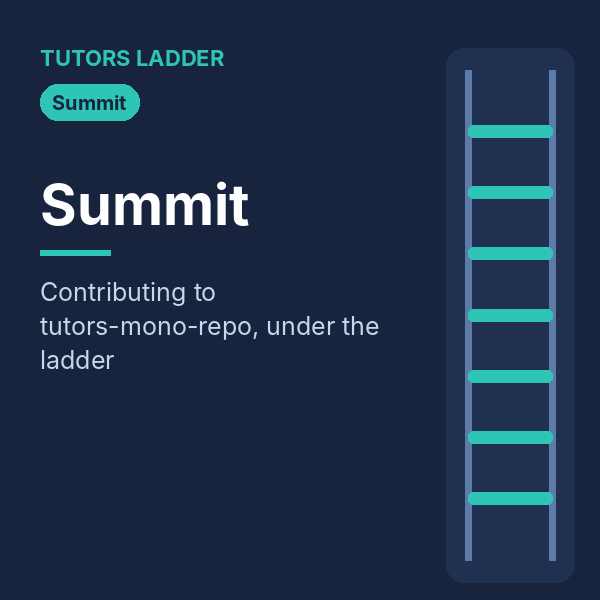 TUTORS LADDER
Summit
Summit
Contributing to
tutors-mono-repo, under the
ladder